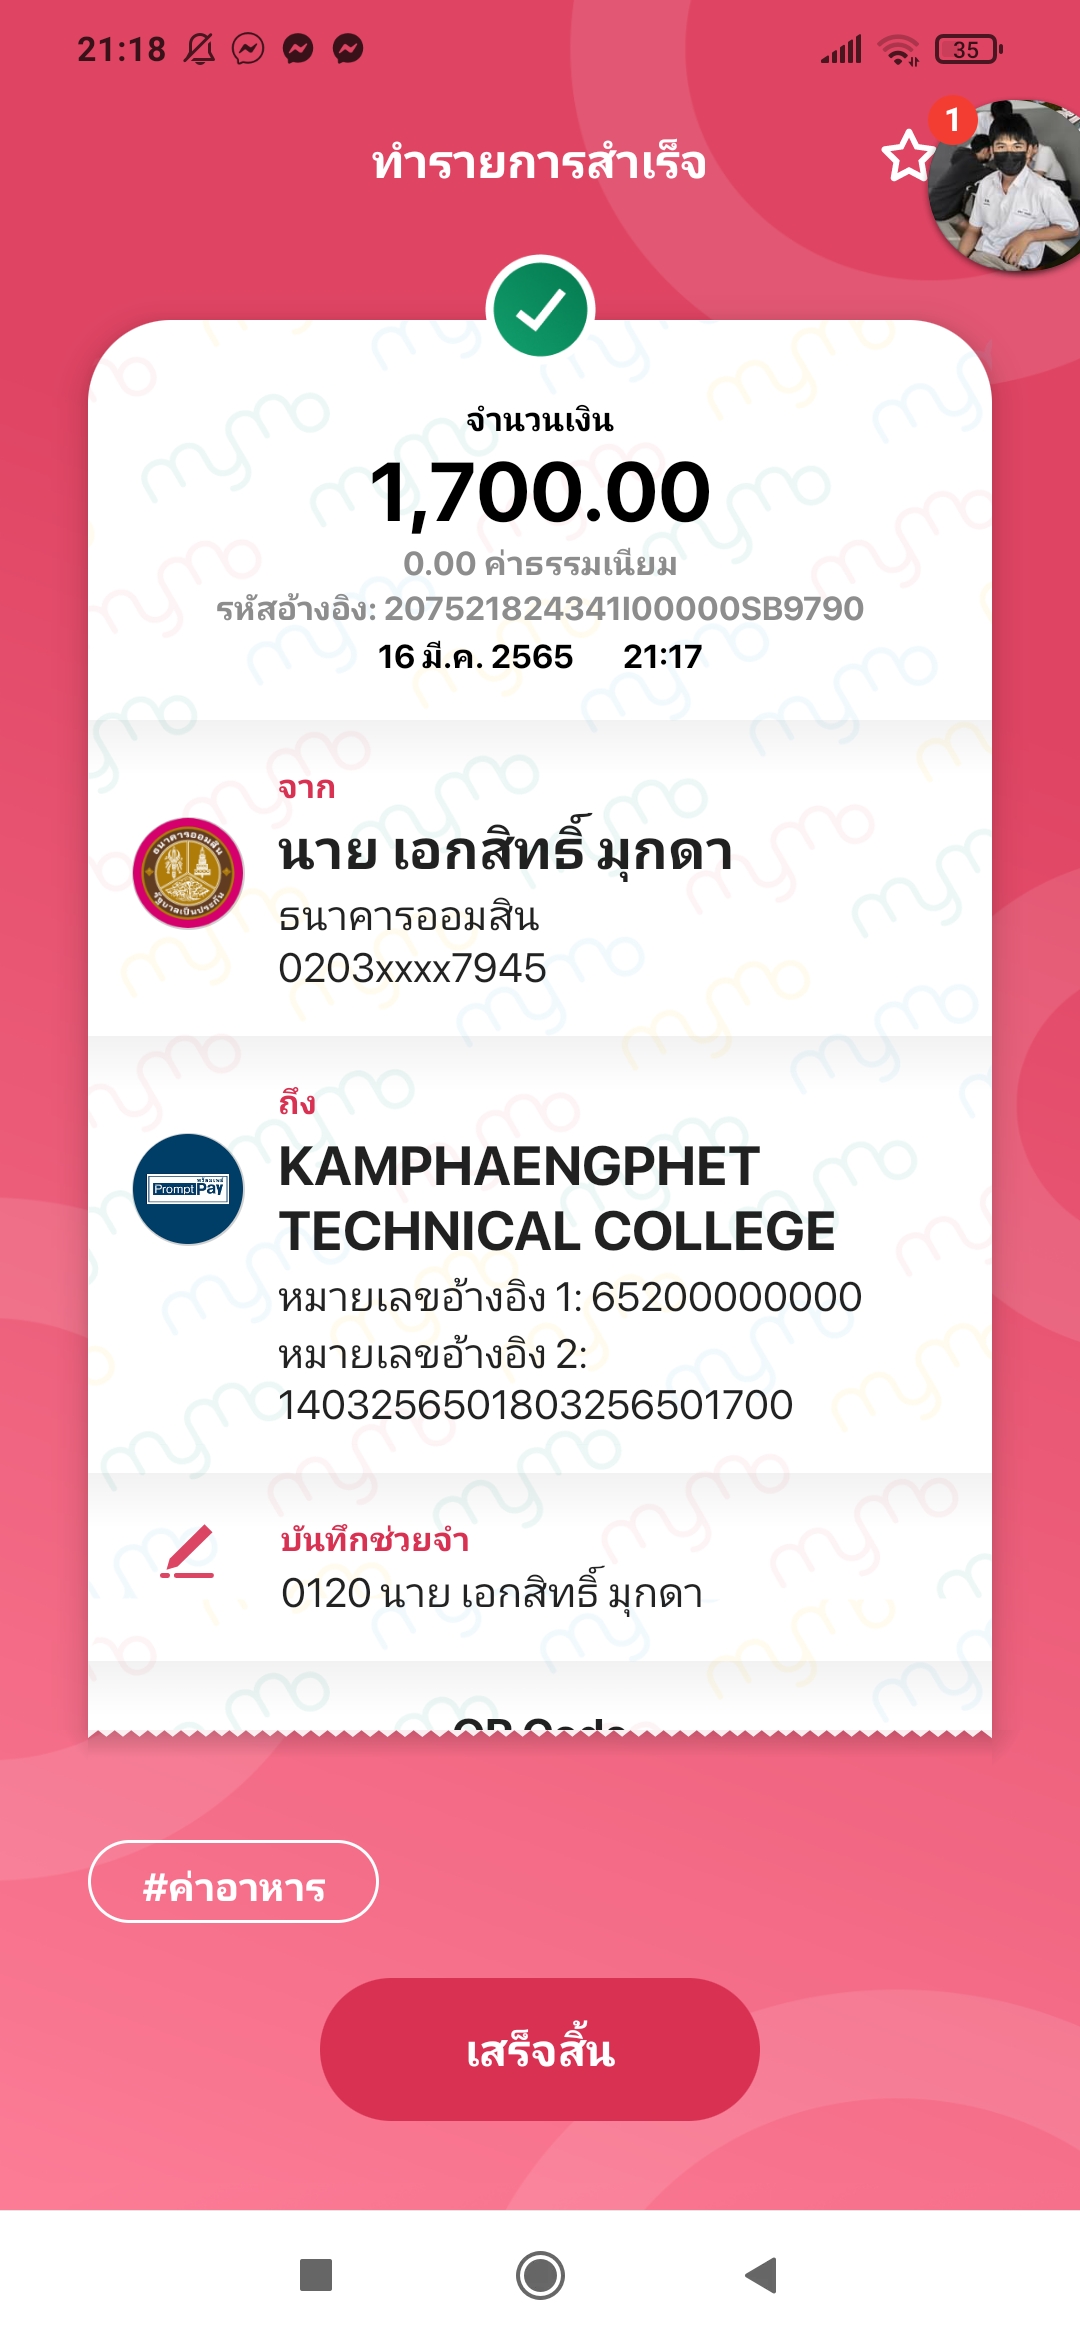 21:18
35
1
ทำรายการสำเร็จ
จำนวนเงิน
1,700.00
0.00 ค่าธรรมเนียม
รหัสอ้างอิง: 207521824341I00000SB9790
16 มี.ค. 2565 21:17
จาก
นาย เอกสิทธิ์ มุกดา
ธนาคารออมสิน
0203xxxx7945
ถึง
PromptPay
KAMPHAENGPHET
TECHNICAL COLLEGE
หมายเลขอ้างอิง 1: 65200000000
หมายเลขอ้างอิง 2:
14032565018032565017​00
บันทึกช่วยจำ
0120 นาย เอกสิทธิ์ มุกดา
QR Code
#ค่าอาหาร
เสร็จสิ้น